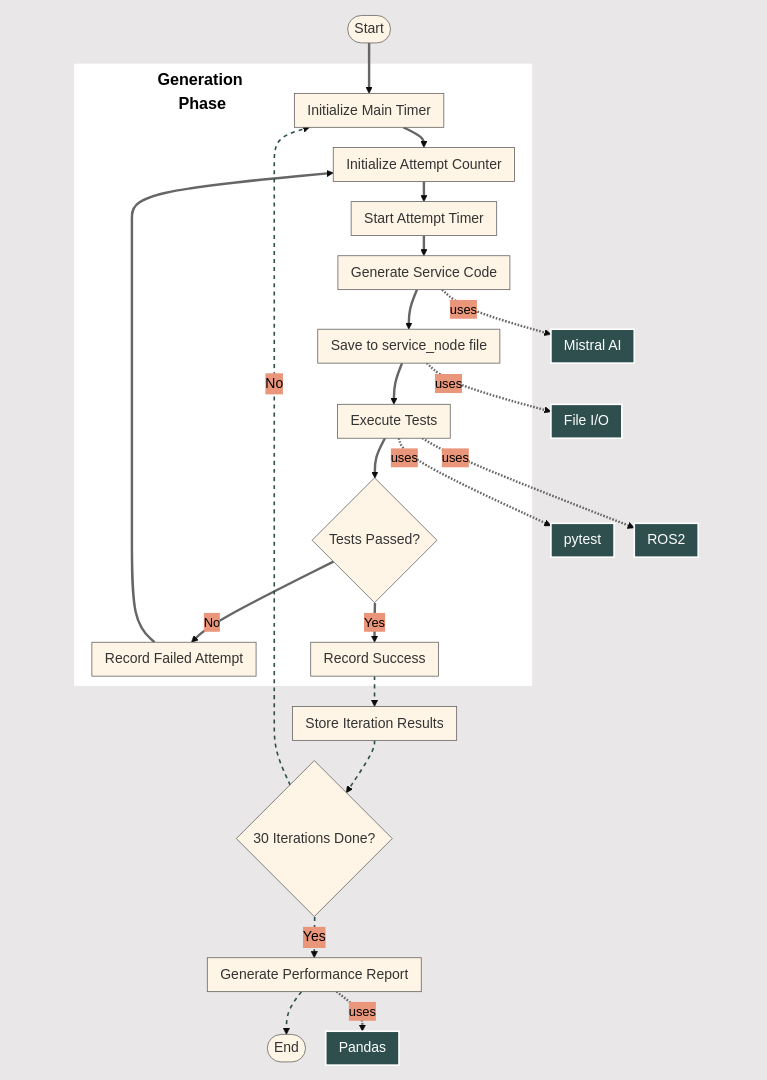 Start
Generation
Phase
Initialize Main Timer
Initialize Attempt Counter
Start Attempt Timer
Generate Service Code
uses
Save to service_node file
Mistral AI
No
uses
Execute Tests
File I/O
uses
uses
Tests Passed?
pytest
ROS2
No
Yes
Record Failed Attempt
Record Success
Store Iteration Results
30 Iterations Done?
Yes
Generate Performance Report
uses
End
Pandas